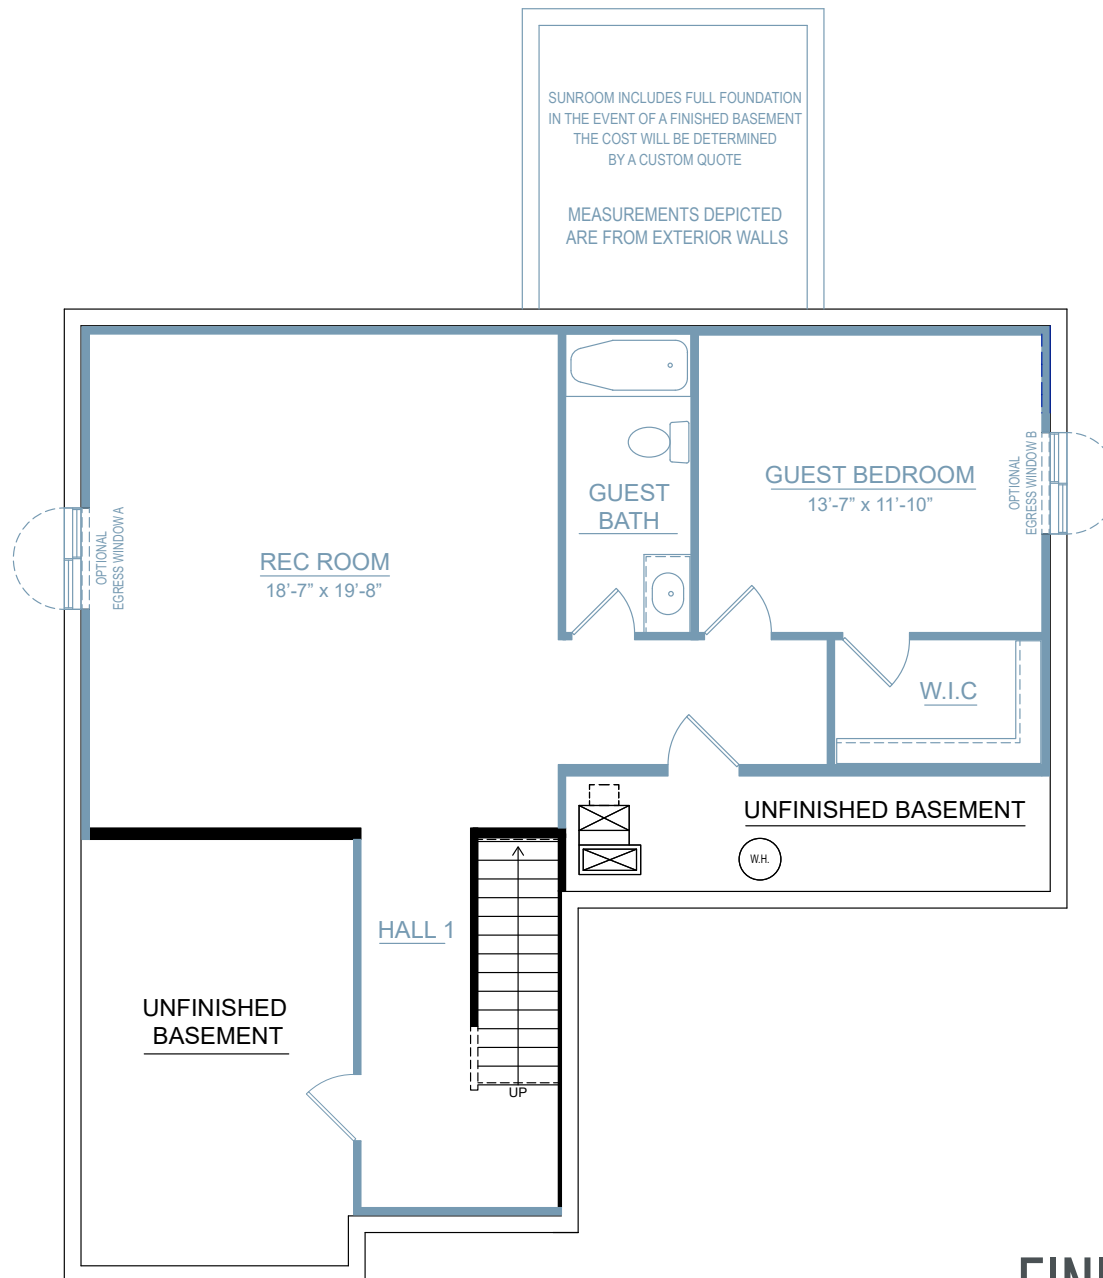 SUNROOM INCLUDES FULL FOUNDATION
IN THE EVENT OF A FINISHED BASEMENT
THE COST WILL BE DETERMINED
BY A CUSTOM QUOTE
MEASUREMENTS DEPICTED
ARE FROM EXTERIOR WALLS
GUEST BEDROOM
13'-7" x 11'-10"
OPTIONAL
EGRESS WINDOW B
GUEST
BATH
OPTIONAL
EGRESS WINDOW A
REC ROOM
18'-7" x 19'-8"
W.I.C
UNFINISHED BASEMENT
W.H.
HALL 1
UNFINISHED
BASEMENT
UP